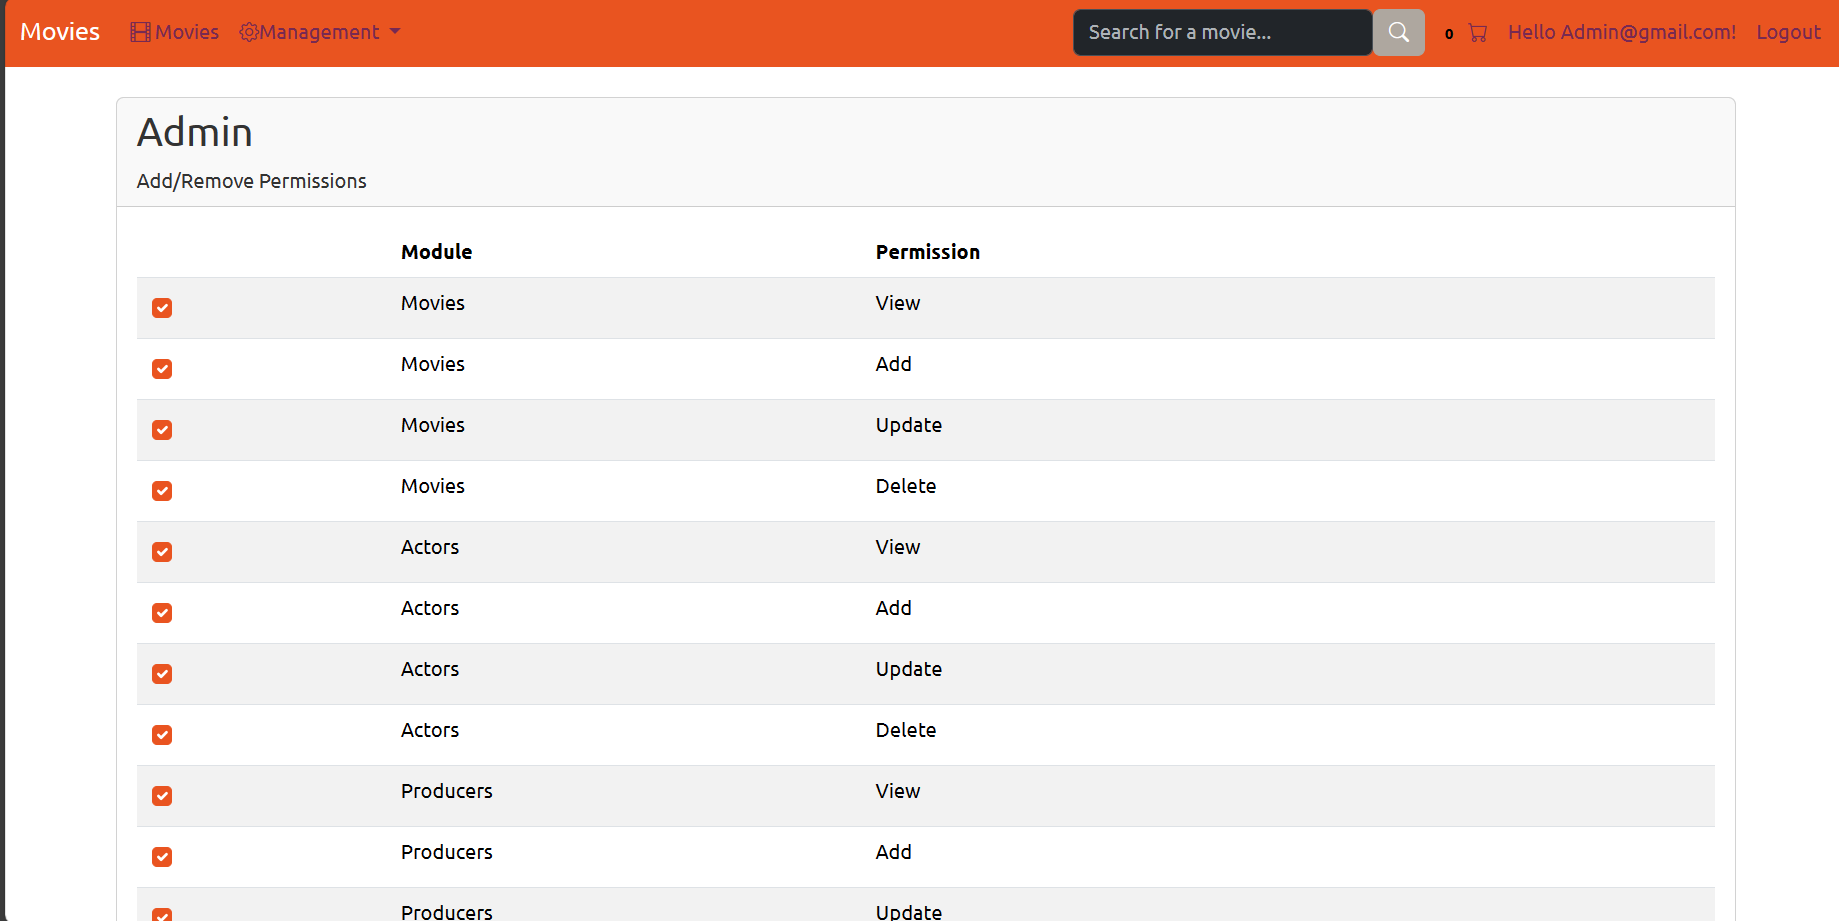 Movies Movies Management Search for a movie... 0 Hello Admin@gmail.com! Logout
Admin
Add/Remove Permissions
Module Permission
Movies View
Movies Add
Movies Update
Movies Delete
Actors View
Actors Add
Actors Update
Actors Delete
Producers View
Producers Add
Producers Update